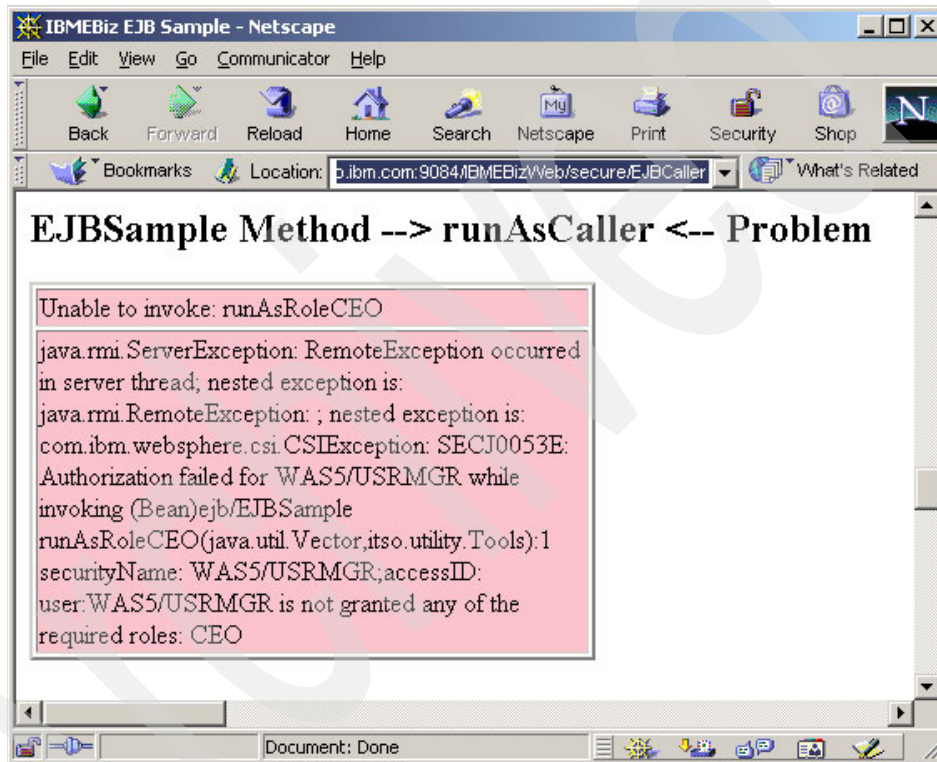 IBMEBiz EJB Sample - Netscape
File Edit View Go Communicator Help
Back Forward Reload Home Search Netscape Print Security Shop
My
N
Bookmarks Location: o.ibm.com:9084/IBMEBizWeb/secure/EJBCaller What's Related
EJBSample Method --> runAsCaller <-- Problem
Unable to invoke: runAsRoleCEO
java.rmi.ServerException: RemoteException occurred
in server thread; nested exception is:
java.rmi.RemoteException: ; nested exception is:
com.ibm.websphere.csi.CSIException: SECJ0053E:
Authorization failed for WAS5/USRMGR while
invoking (Bean)ejb/EJBSample
runAsRoleCEO(java.util.Vector,itso.utility.Tools):1
securityName: WAS5/USRMGR;accessID:
user:WAS5/USRMGR is not granted any of the
required roles: CEO
Document: Done